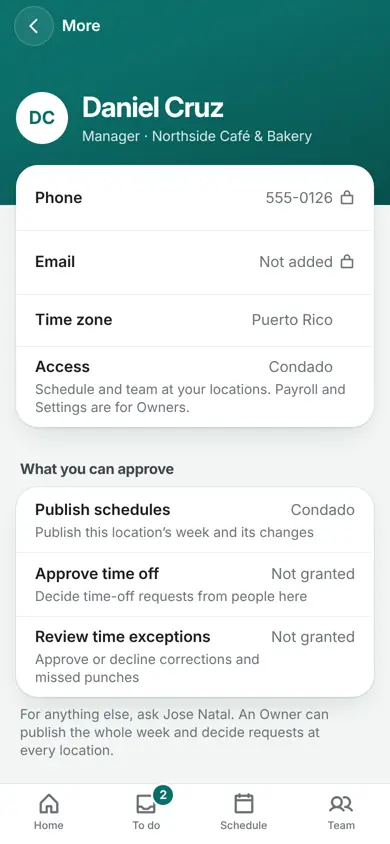 More
DC
Daniel Cruz
Manager · Northside Café & Bakery
Phone 555-0126
Email Not added
Time zone Puerto Rico
Access Condado
Schedule and team at your locations. Payroll and
Settings are for Owners.
What you can approve
Publish schedules Condado
Publish this location’s week and its changes
Approve time off Not granted
Decide time-off requests from people here
Review time exceptions Not granted
Approve or decline corrections and
missed punches
For anything else, ask Jose Natal. An Owner can
publish the whole week and decide requests at
every location.
2
Home To do Schedule Team